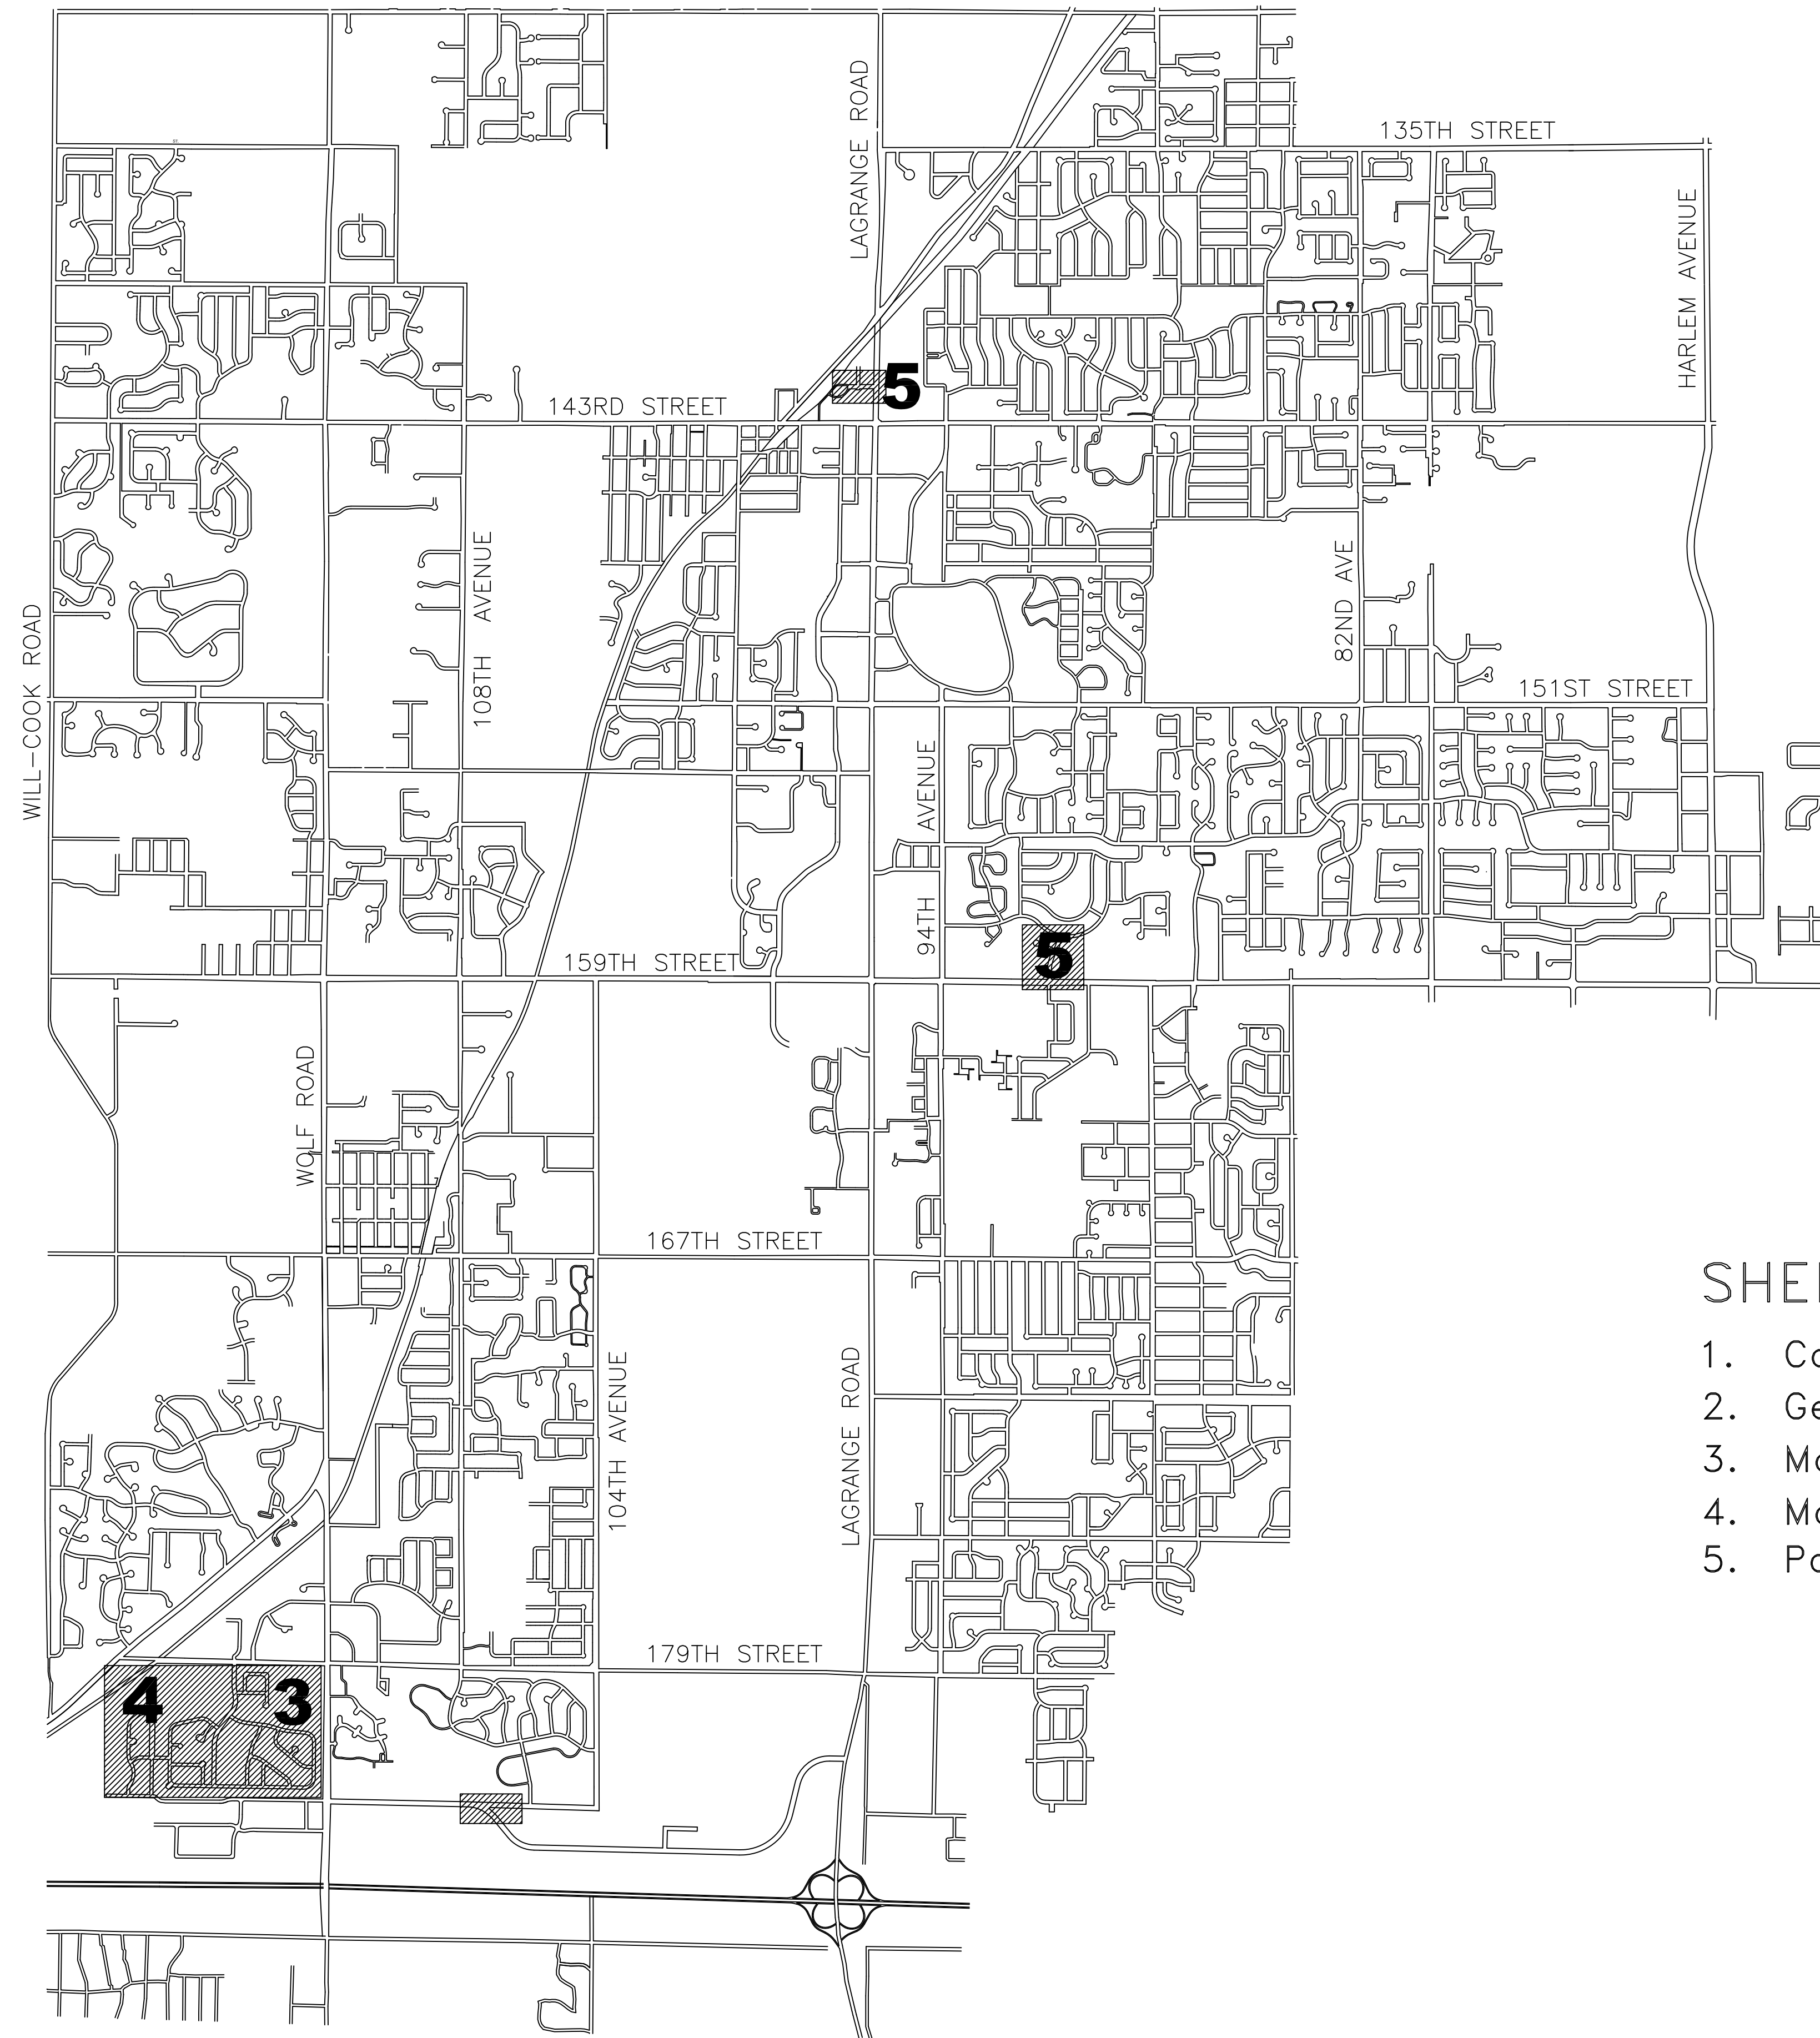 135TH STREET
LAGRANGE ROAD
HARLEM AVENUE
5
143RD STREET
108TH AVENUE
82ND AVE
WILL-COOK ROAD
151ST STREET
94TH AVENUE
5
159TH STREET
WOLF ROAD
167TH STREET
104TH AVENUE
LAGRANGE ROAD
179TH STREET
4
3
1.
2.
3.
4.
5.